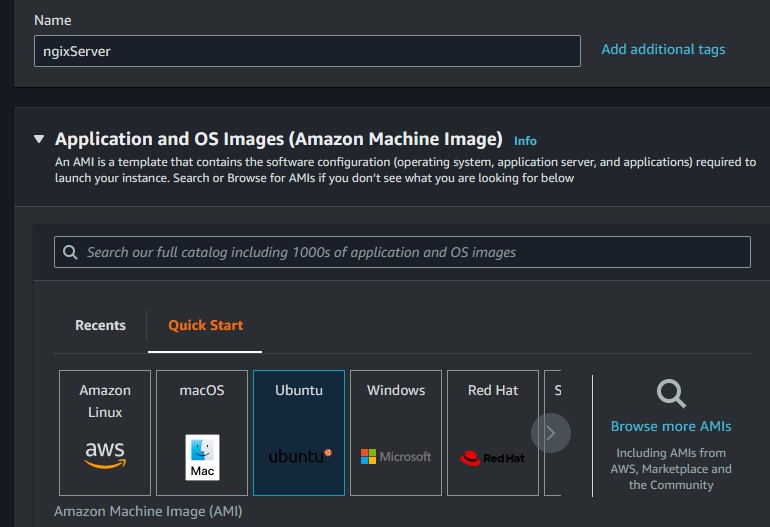 Name
ngixServer
Add additional tags
Application and OS Images (Amazon Machine Image) Info
An AMI is a template that contains the software configuration (operating system, application server, and applications) required to
launch your instance. Search or Browse for AMIs if you don't see what you are looking for below
Search our full catalog including 1000s of application and OS images
Recents
Quick Start
Amazon
Linux
aws
macOS
Mac
Ubuntu
ubuntu
Windows
Microsoft
Red Hat
Red Hat
S
Browse more AMIs
Including AMIs from
AWS, Marketplace and
the Community
Amazon Machine Image (AMI)